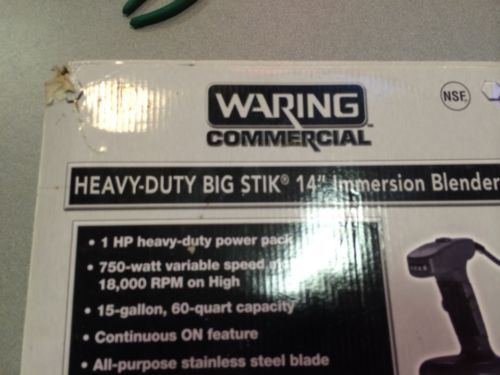 WARING
COMMERCIAL
NSF
HEAVY-DUTY BIG STIK® 14" Immersion Blender
• 1 HP heavy-duty power pack
• 750-watt variable speed
18,000 RPM on High
• 15-gallon, 60-quart capacity
• Continuous ON feature
• All-purpose stainless steel blade